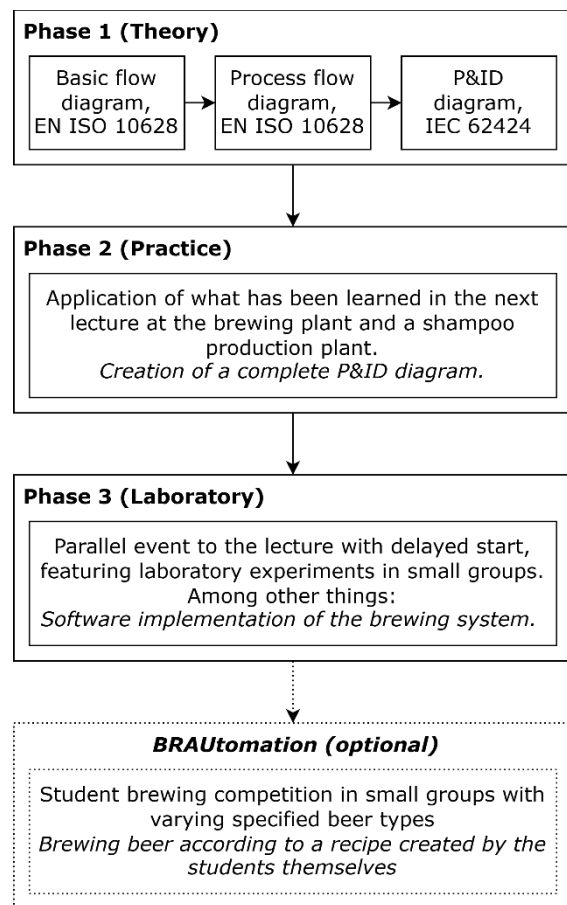 Phase 1 (Theory)
Basic flow
diagram,
EN ISO 10628
Process flow
diagram,
EN ISO 10628
P&ID
diagram,
IEC 62424
Phase 2 (Practice)
Application of what has been learned in the next
lecture at the brewing plant and a shampoo
production plant.
Creation of a complete P&ID diagram.
Phase 3 (Laboratory)
Parallel event to the lecture with delayed start,
featuring laboratory experiments in small groups.
Among other things:
Software implementation of the brewing system.
BRAUtomation (optional)
Student brewing competition in small groups with
varying specified beer types
Brewing beer according to a recipe created by the
students themselves